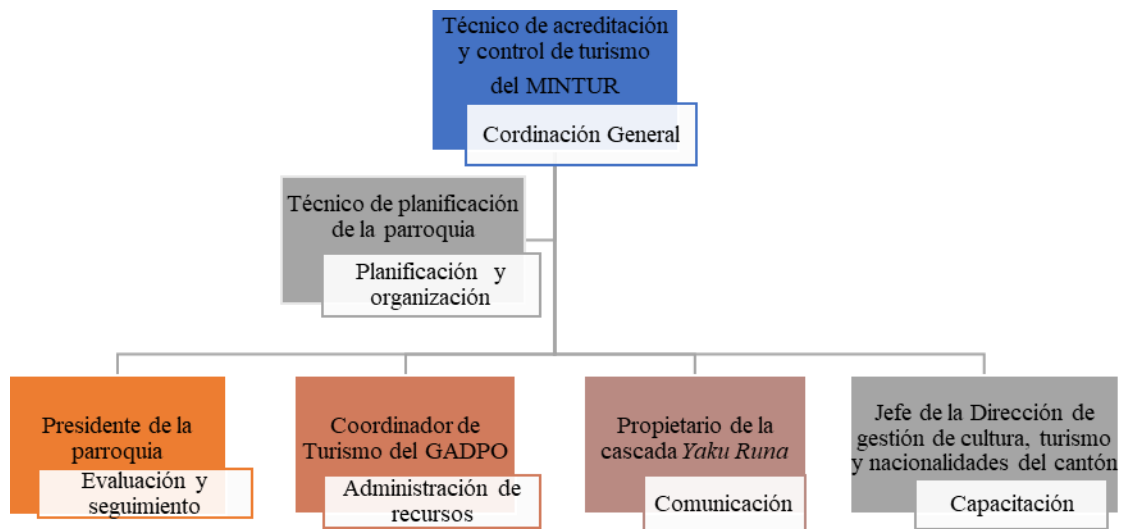 Técnico de acreditación
y control de turismo
del MINTUR
Cordinación General
Técnico de planificación
de la parroquia
Planificación y
organización
Presidente de la
parroquia
Evaluación y
seguimiento
Coordinador de
Turismo del GADPO
Administración de
recursos
Propietario de la
cascada Yaku Runa
Comunicación
Jefe de la Dirección de
gestión de cultura, turismo
y nacionalidades del cantón
Capacitación